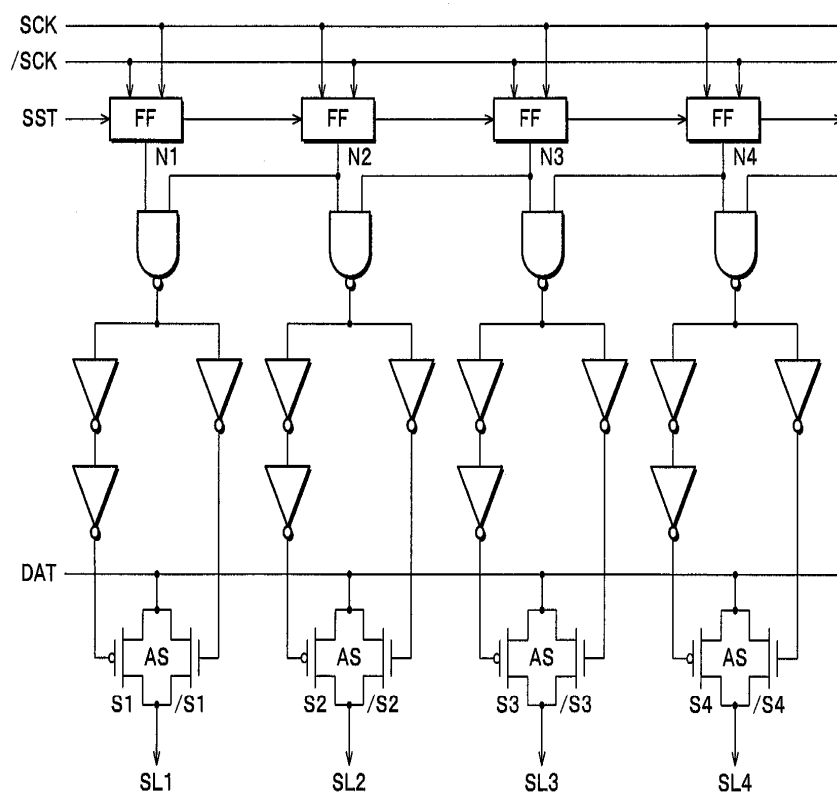 SCK
/SCK
SST FF FF FF FF
N1 N2 N3 N4
DAT
AS AS AS AS
S1 /S1 S2 /S2 S3 /S3 S4 /S4
SL1 SL2 SL3 SL4